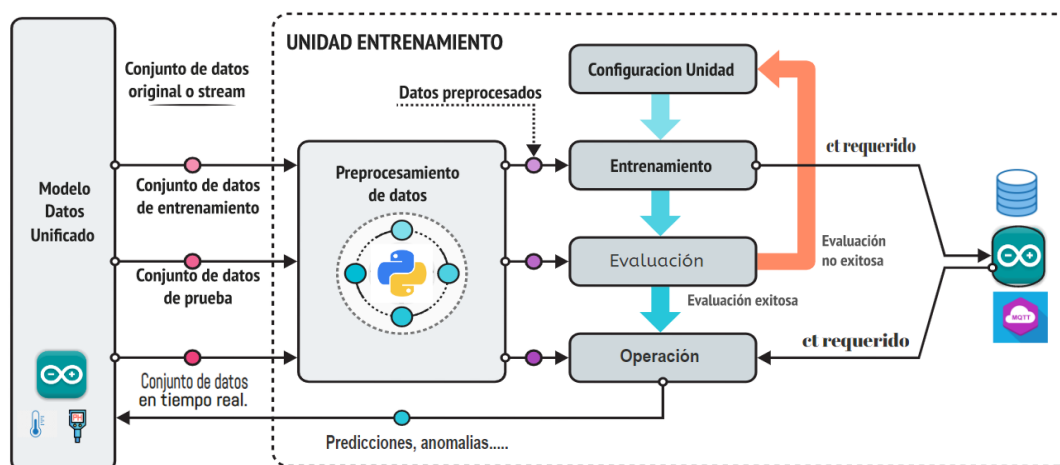 UNIDAD ENTRENAMIENTO
Conjunto de datos
original o stream
Datos preprocesados
Configuracion Unidad
Modelo
Datos
Unificado
Conjunto de datos
de entrenamiento
Preprocesamiento
de datos
Entrenamiento
ct requerido
Conjunto de datos
de prueba
Evaluación
Evaluación
no exitosa
Evaluación exitosa
MQTT
Conjunto de datos
en tiempo real.
Operación
ct requerido
PH
Predicciones, anomalias.....